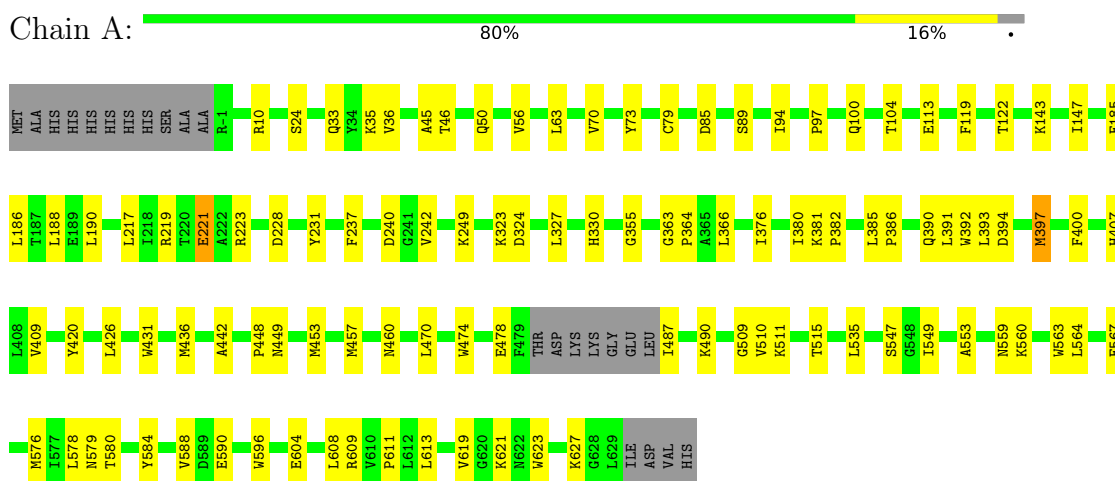 Chain A:
80% 16% •
MET ALA HIS HIS HIS HIS HIS HIS SER ALA ALA R-1 R10 S24 Q33 Y34 K35 V36 A45 T46 Q50 V56 L63 V70 Y73 C79 D85 S89 I94 P97 Q100 T104 E113 F119 T122 K143 I147
L186 T187 L188 E189 L190 L217 I218 R219 T220 E221 A222 R223 D228 Y231 F237 D240 G241 V242 K249 K323 D324 L327 H330 G355 G363 P364 A365 L366 I376 I380 K381 P382 L385 P386 Q390 L391 W392 L393 D394 M397 F400 H407
L408 V409 Y420 L426 W431 M436 A442 P448 N449 M453 M457 N460 L470 W474 E478 F479 THR ASP LYS LYS GLY GLU LEU I487 K490 G509 V510 K511 T515 L535 S547 G548 I549 A553 N559 K560 W563 L564
M576 I577 L578 N579 T580 Y584 V588 D589 E590 W596 E604 L608 R609 V610 P611 L612 L613 V619 G620 K621 N622 W623 K627 G628 L629 ILE ASP VAL HIS